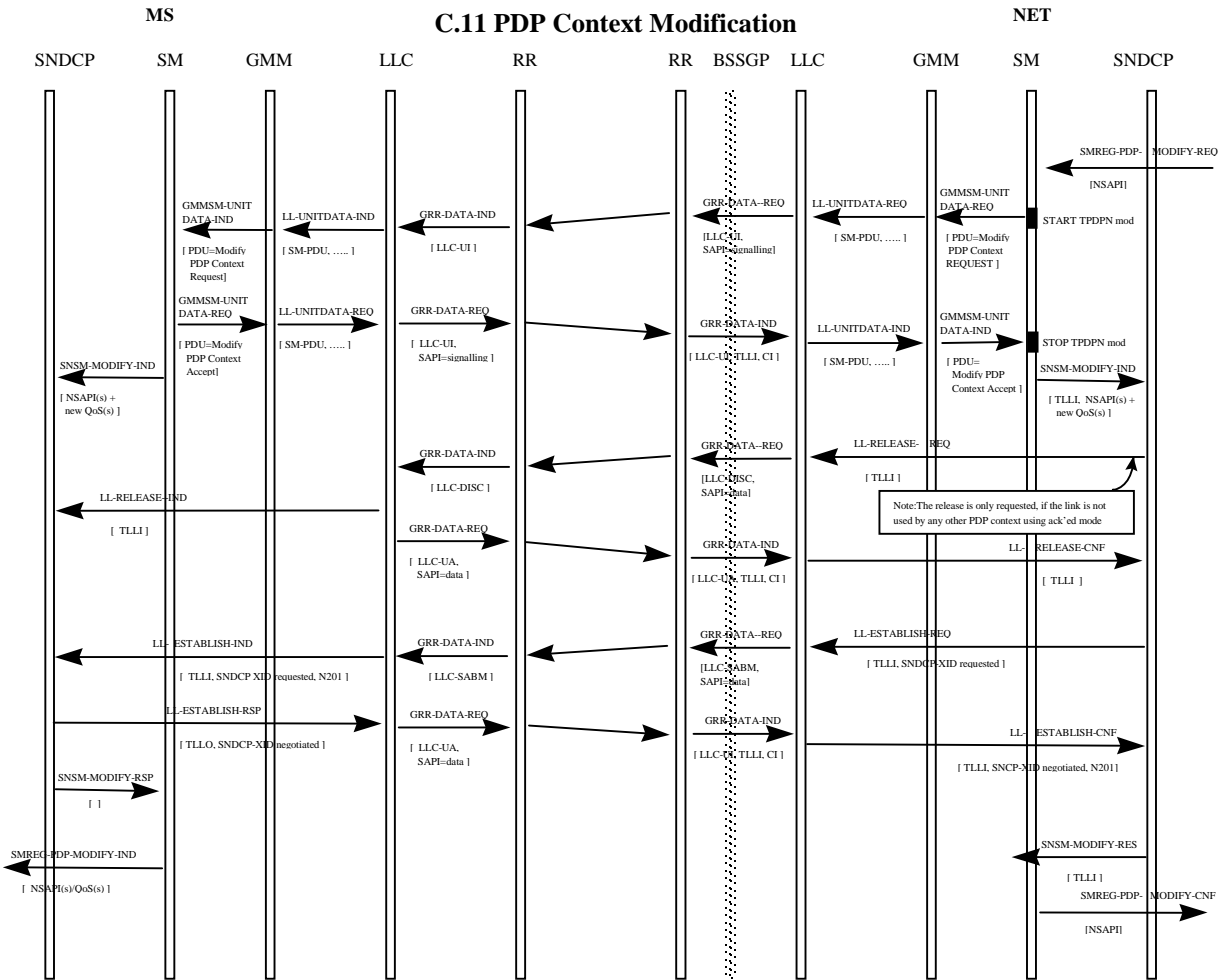 MS
C.11 PDP Context Modification
NET
SNDCP SM GMM LLC RR RR BSSGP LLC GMM SM SNDCP
SMREG-PDP- MODIFY-REQ
[NSAPI]
GMMSM-UNIT
DATA-IND
LL-UNITDATA-IND
GRR-DATA-IND
GRR-DATA--REQ
LL-UNITDATA-REQ
GMMSM-UNIT
DATA-REQ
START TPDPN mod
[ PDU=Modify
PDP Context
Request]
[ SM-PDU, ….. ]
[ LLC-UI ]
[LLC-UI,
SAPI=signalling]
[ SM-PDU, ….. ]
[ PDU=Modify
PDP Context
REQUEST ]
GMMSM-UNIT
DATA-REQ
LL-UNITDATA-REQ
GRR-DATA-REQ
GRR-DATA-IND
LL-UNITDATA-IND
GMMSM-UNIT
DATA-IND
STOP TPDPN mod
[PDU=Modify
PDP Context
Accept]
[SM-PDU, ….. ]
[ LLC-UI,
SAPI=signalling ]
[ LLC-UI, TLLI, CI ]
[ SM-PDU, ….. ]
[ PDU=
Modify PDP
Context Accept ]
SNSM-MODIFY-IND
[ NSAPI(s) +
new QoS(s) ]
SNSM-MODIFY-IND
[ TLLI, NSAPI(s) +
new QoS(s) ]
GRR-DATA-IND
GRR-DATA--REQ
LL-RELEASE- REQ
[ LLC-DISC ]
[LLC-DISC,
SAPI=data]
[ TLLI ]
Note:The release is only requested, if the link is not
used by any other PDP context using ack'ed mode
LL-RELEASE--IND
[ TLLI ]
GRR-DATA-REQ
GRR-DATA-IND
LL- RELEASE-CNF
[ LLC-UA,
SAPI=data ]
[ LLC-UA, TLLI, CI ]
[ TLLI ]
LL- ESTABLISH-IND
GRR-DATA-IND
GRR-DATA--REQ
LL-ESTABLISH-REQ
[ TLLI, SNDCP XID requested, N201 ]
[ LLC-SABM ]
[LLC-SABM,
SAPI=data]
[ TLLI, SNDCP-XID requested ]
LL-ESTABLISH-RSP
GRR-DATA-REQ
GRR-DATA-IND
LL- ESTABLISH-CNF
[ TLLO, SNDCP-XID negotiated ]
[ LLC-UA,
SAPI=data ]
[ LLC-UI, TLLI, CI ]
[ TLLI, SNCP-XID negotiated, N201]
SNSM-MODIFY-RSP
[ ]
SMREG-PDP-MODIFY-IND
[ NSAPI(s)/QoS(s) ]
SNSM-MODIFY-RES
[ TLLI ]
SMREG-PDP- MODIFY-CNF
[NSAPI]